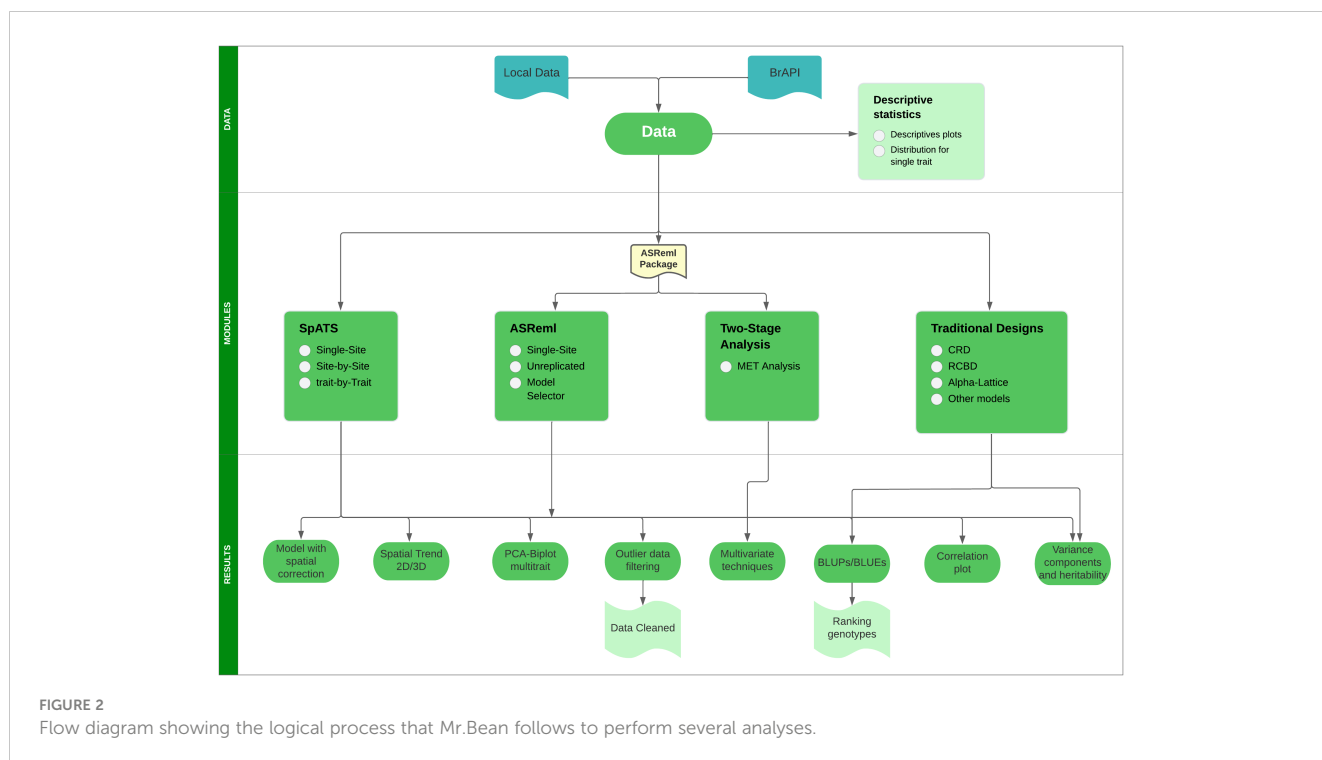 DATA
Local Data
BrAPI
Data
Descriptive
statistics
Descriptives plots
Distribution for
single trait
MODULES
ASReml
Package
SpATS
Single-Site
Site-by-Site
trait-by-Trait
ASReml
Single-Site
Unreplicated
Model
Selector
Two-Stage
Analysis
MET Analysis
Traditional Designs
CRD
RCBD
Alpha-Lattice
Other models
RESULTS
Model with
spatial
correction
Spatial Trend
2D/3D
PCA-Biplot
multitrait
Outlier data
filtering
Multivariate
techniques
BLUPs/BLUEs
Correlation
plot
Variance
components
and heritability
Data Cleaned
Ranking
genotypes
FIGURE 2
Flow diagram showing the logical process that Mr.Bean follows to perform several analyses.